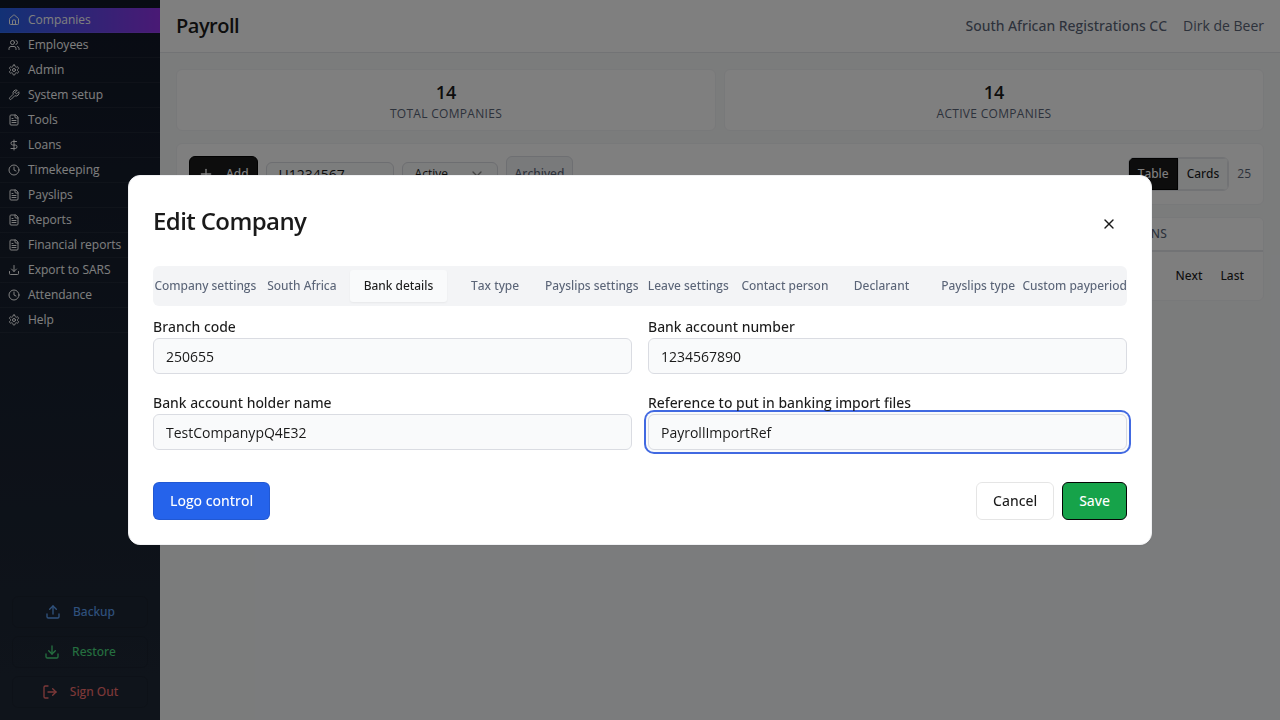 Companies
Employees
Admin
System setup
Tools
Loans
Timekeeping
Payslips
Reports
Financial reports
Export to SARS
Attendance
Help
Backup
Restore
Sign Out
Payroll
South African Registrations CC Dirk de Beer
14
TOTAL COMPANIES
14
ACTIVE COMPANIES
Add U1234567 Active Archived
Table Cards 25
NS
Next Last
Edit Company
Company settings South Africa Bank details Tax type Payslips settings Leave settings Contact person Declarant Payslips type Custom payperiod
Branch code
250655
Bank account number
1234567890
Bank account holder name
TestCompanypQ4E32
Reference to put in banking import files
PayrollImportRef
Logo control
Cancel Save